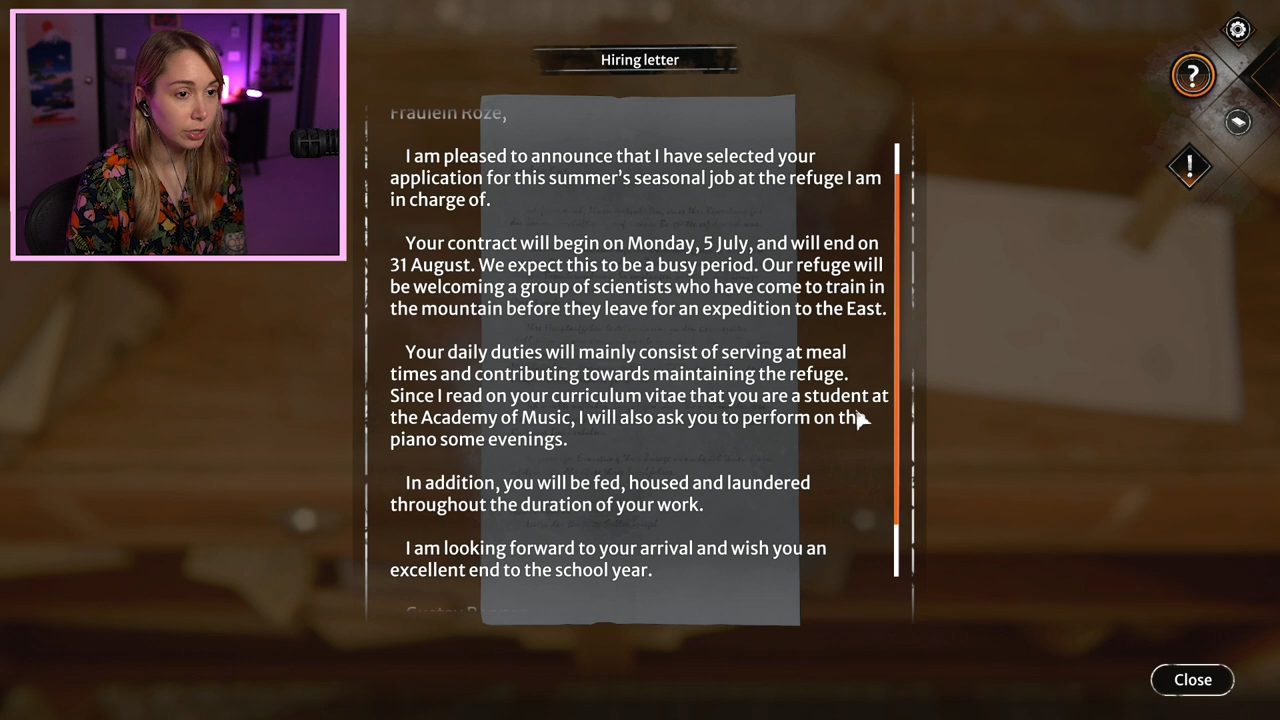 Hiring letter
Fräulein Roze,
I am pleased to announce that I have selected your
application for this summer's seasonal job at the refuge I am
in charge of.
Your contract will begin on Monday, 5 July, and will end on
31 August. We expect this to be a busy period. Our refuge will
be welcoming a group of scientists who have come to train in
the mountain before they leave for an expedition to the East.
Your daily duties will mainly consist of serving at meal
times and contributing towards maintaining the refuge.
Since I read on your curriculum vitae that you are a student at
the Academy of Music, I will also ask you to perform on the
piano some evenings.
In addition, you will be fed, housed and laundered
throughout the duration of your work.
I am looking forward to your arrival and wish you an
excellent end to the school year.
Close